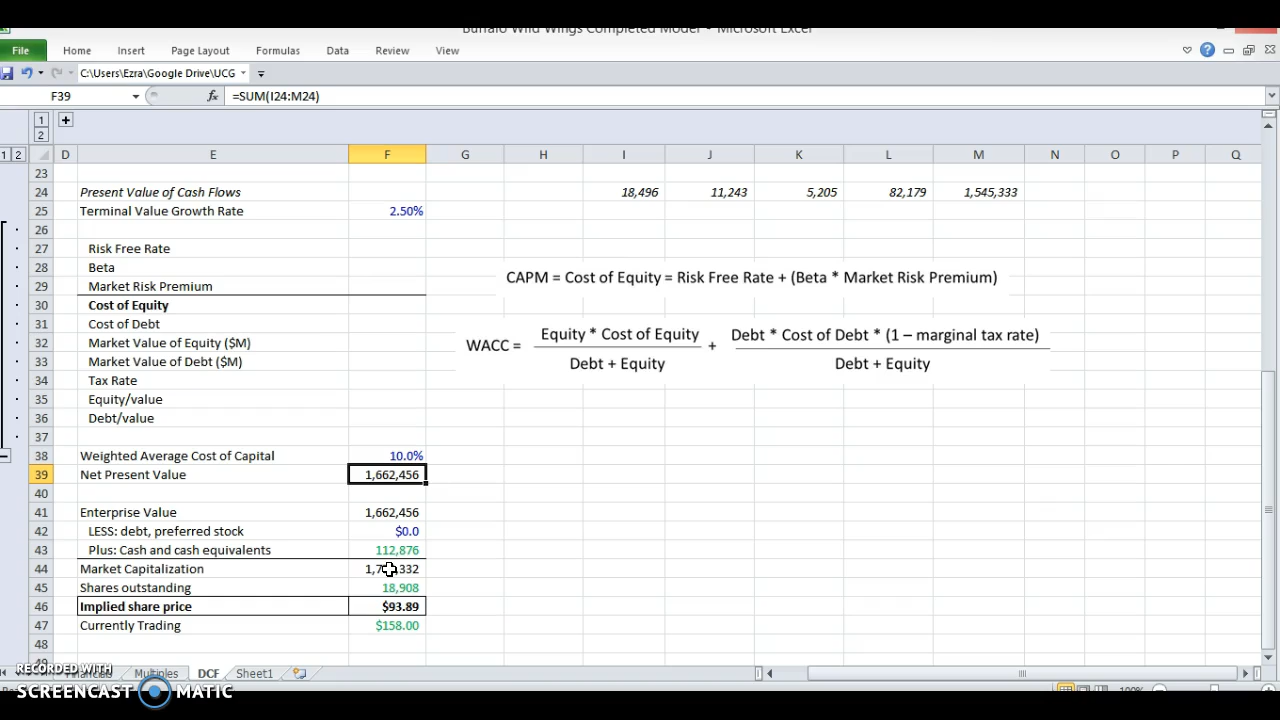 Buffalo Wild Wings Completed Model - Microsoft Excel
File Home Insert Page Layout Formulas Data Review View
C:\Users\Ezra\Google Drive\UCG
F39 fx =SUM(I24:M24)
1
2
1 2 D E F G H I J K L M N O P Q
23
24 Present Value of Cash Flows 18,496 11,243 5,205 82,179 1,545,333
25 Terminal Value Growth Rate 2.50%
26
27 Risk Free Rate
28 Beta
29 Market Risk Premium
30 Cost of Equity
31 Cost of Debt
32 Market Value of Equity ($M)
33 Market Value of Debt ($M)
34 Tax Rate
35 Equity/value
36 Debt/value
37
38 Weighted Average Cost of Capital 10.0%
39 Net Present Value 1,662,456
40
41 Enterprise Value 1,662,456
42 LESS: debt, preferred stock $0.0
43 Plus: Cash and cash equivalents 112,876
44 Market Capitalization
45 Shares outstanding 18,908
46 Implied share price $93.89
47 Currently Trading $158.00
48
49
CAPM = Cost of Equity = Risk Free Rate + (Beta * Market Risk Premium)
WACC = Equity * Cost of Equity + Debt * Cost of Debt * (1 – marginal tax rate)
Debt + Equity Debt + Equity
Financials Multiples DCF Sheet1
100%
RECORDED WITH
SCREENCAST MATIC